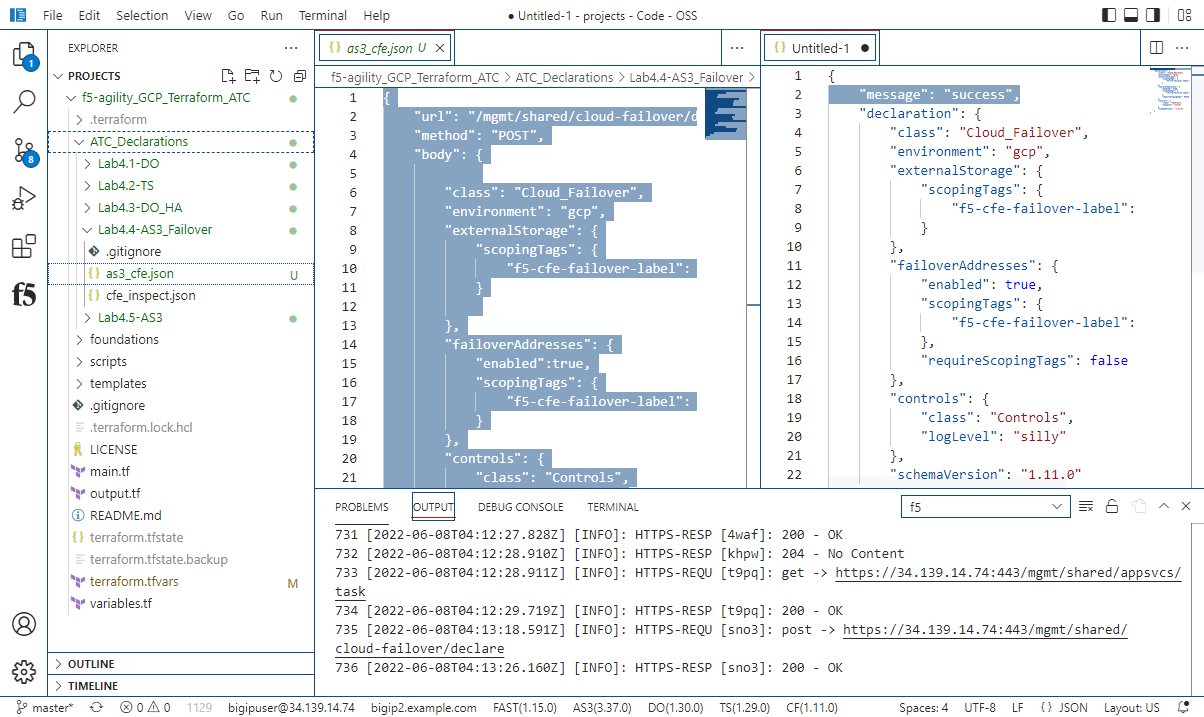 File Edit Selection View Go Run Terminal Help
● Untitled-1 - projects - Code - OSS
1
8
f5
EXPLORER
PROJECTS
f5-agility_GCP_Terraform_ATC
.terraform
ATC_Declarations
Lab4.1-DO
Lab4.2-TS
Lab4.3-DO_HA
Lab4.4-AS3_Failover
.gitignore
{} as3_cfe.json U
{} cfe_inspect.json
Lab4.5-AS3
foundations
scripts
templates
.gitignore
.terraform.lock.hcl
LICENSE
main.tf
output.tf
README.md
{} terraform.tfstate
terraform.tfstate.backup
terraform.tfvars M
variables.tf
OUTLINE
TIMELINE
{} as3_cfe.json U
f5-agility_GCP_Terraform_ATC > ATC_Declarations > Lab4.4-AS3_Failover >
1 {
2 "url": "/mgmt/shared/cloud-failover/d
3 "method": "POST",
4 "body": {
5
6 "class": "Cloud_Failover",
7 "environment": "gcp",
8 "externalStorage": {
9 "scopingTags": {
10 "f5-cfe-failover-label":
11 }
12
13 },
14 "failoverAddresses": {
15 "enabled":true,
16 "scopingTags": {
17 "f5-cfe-failover-label":
18 }
19 },
20 "controls": {
21 "class": "Controls",
{} Untitled-1 ●
1 {
2 "message": "success",
3 "declaration": {
4 "class": "Cloud_Failover",
5 "environment": "gcp",
6 "externalStorage": {
7 "scopingTags": {
8 "f5-cfe-failover-label":
9 }
10 },
11 "failoverAddresses": {
12 "enabled": true,
13 "scopingTags": {
14 "f5-cfe-failover-label":
15 },
16 "requireScopingTags": false
17 },
18 "controls": {
19 "class": "Controls",
20 "logLevel": "silly"
21 },
22 "schemaVersion": "1.11.0"
PROBLEMS OUTPUT DEBUG CONSOLE TERMINAL f5
731 [2022-06-08T04:12:27.828Z] [INFO]: HTTPS-RESP [4waf]: 200 - OK
732 [2022-06-08T04:12:28.910Z] [INFO]: HTTPS-RESP [khpw]: 204 - No Content
733 [2022-06-08T04:12:28.911Z] [INFO]: HTTPS-REQU [t9pq]: get -> https://34.139.14.74:443/mgmt/shared/appsvcs/
task
734 [2022-06-08T04:12:29.719Z] [INFO]: HTTPS-RESP [t9pq]: 200 - OK
735 [2022-06-08T04:13:18.591Z] [INFO]: HTTPS-REQU [sno3]: post -> https://34.139.14.74:443/mgmt/shared/
cloud-failover/declare
736 [2022-06-08T04:13:26.160Z] [INFO]: HTTPS-RESP [sno3]: 200 - OK
master* 0 0 1129 bigipuser@34.139.14.74 bigip2.example.com FAST(1.15.0) AS3(3.37.0) DO(1.30.0) TS(1.29.0) CF(1.11.0) Spaces: 4 UTF-8 LF {} JSON Layout: US